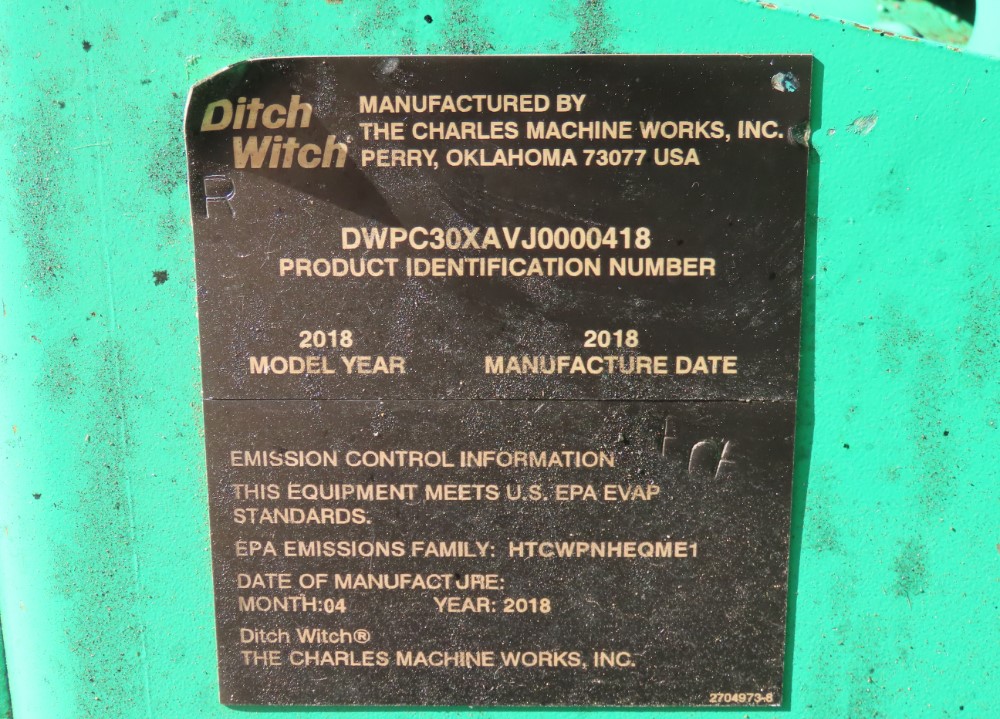 Ditch
Witch
MANUFACTURED BY
THE CHARLES MACHINE WORKS, INC.
PERRY, OKLAHOMA 73077 USA
R
DWPC30XAVJ0000418
PRODUCT IDENTIFICATION NUMBER
2018
MODEL YEAR
2018
MANUFACTURE DATE
EMISSION CONTROL INFORMATION
THIS EQUIPMENT MEETS U.S. EPA EVAP
STANDARDS.
EPA EMISSIONS FAMILY: HTCWPNHEQME1
DATE OF MANUFACTURE:
MONTH:04 YEAR: 2018
Ditch Witch®
THE CHARLES MACHINE WORKS, INC.
2704973-8